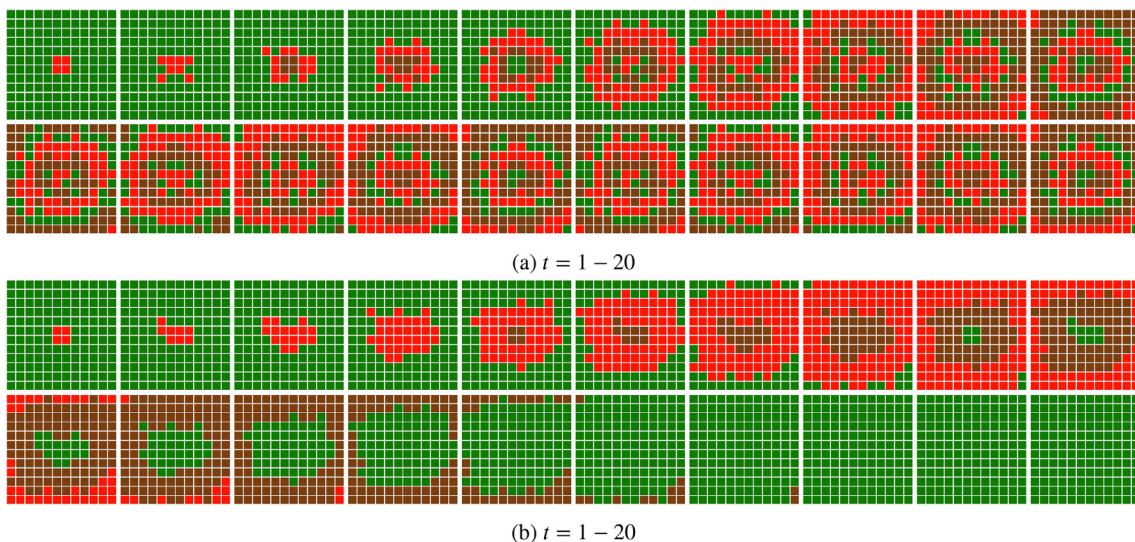 (a) t = 1 − 20
(b) t = 1 − 20